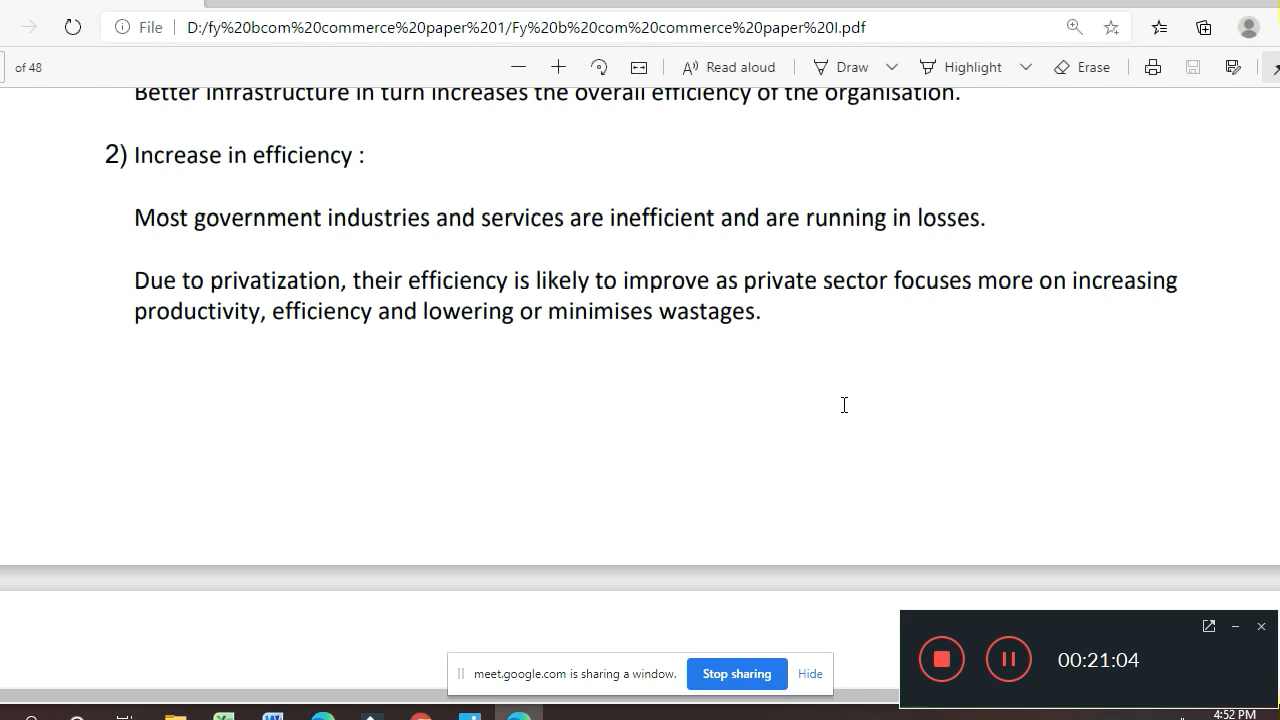 File D:/fy%20bcom%20commerce%20paper%201/Fy%20b%20com%20commerce%20paper%20I.pdf
of 48 Read aloud Draw Highlight Erase
Better infrastructure in turn increases the overall efficiency of the organisation.
2) Increase in efficiency :
Most government industries and services are inefficient and are running in losses.
Due to privatization, their efficiency is likely to improve as private sector focuses more on increasing
productivity, efficiency and lowering or minimises wastages.
00:21:04
meet.google.com is sharing a window. Stop sharing Hide
4:52 PM